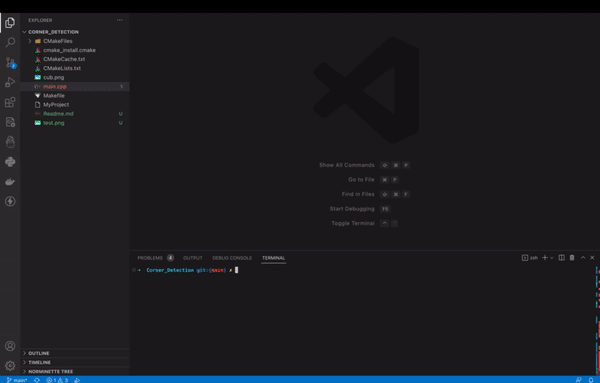 EXPLORER
CORNER_DETECTION
CMakeFiles
cmake_install.cmake
CMakeCache.txt
CMakeLists.txt
cub.png
main.cpp
Makefile
MyProject
Readme.md U
test.png U
OUTLINE
TIMELINE
NORMINETTE TREE
Show All Commands ⇧ ⌘ P
Go to File ⌘ P
Find in Files ⇧ ⌘ F
Start Debugging F5
Toggle Terminal
PROBLEMS 4 OUTPUT DEBUG CONSOLE TERMINAL
zsh
→ Corner_Detection git:(main) ✗
main* 1 3